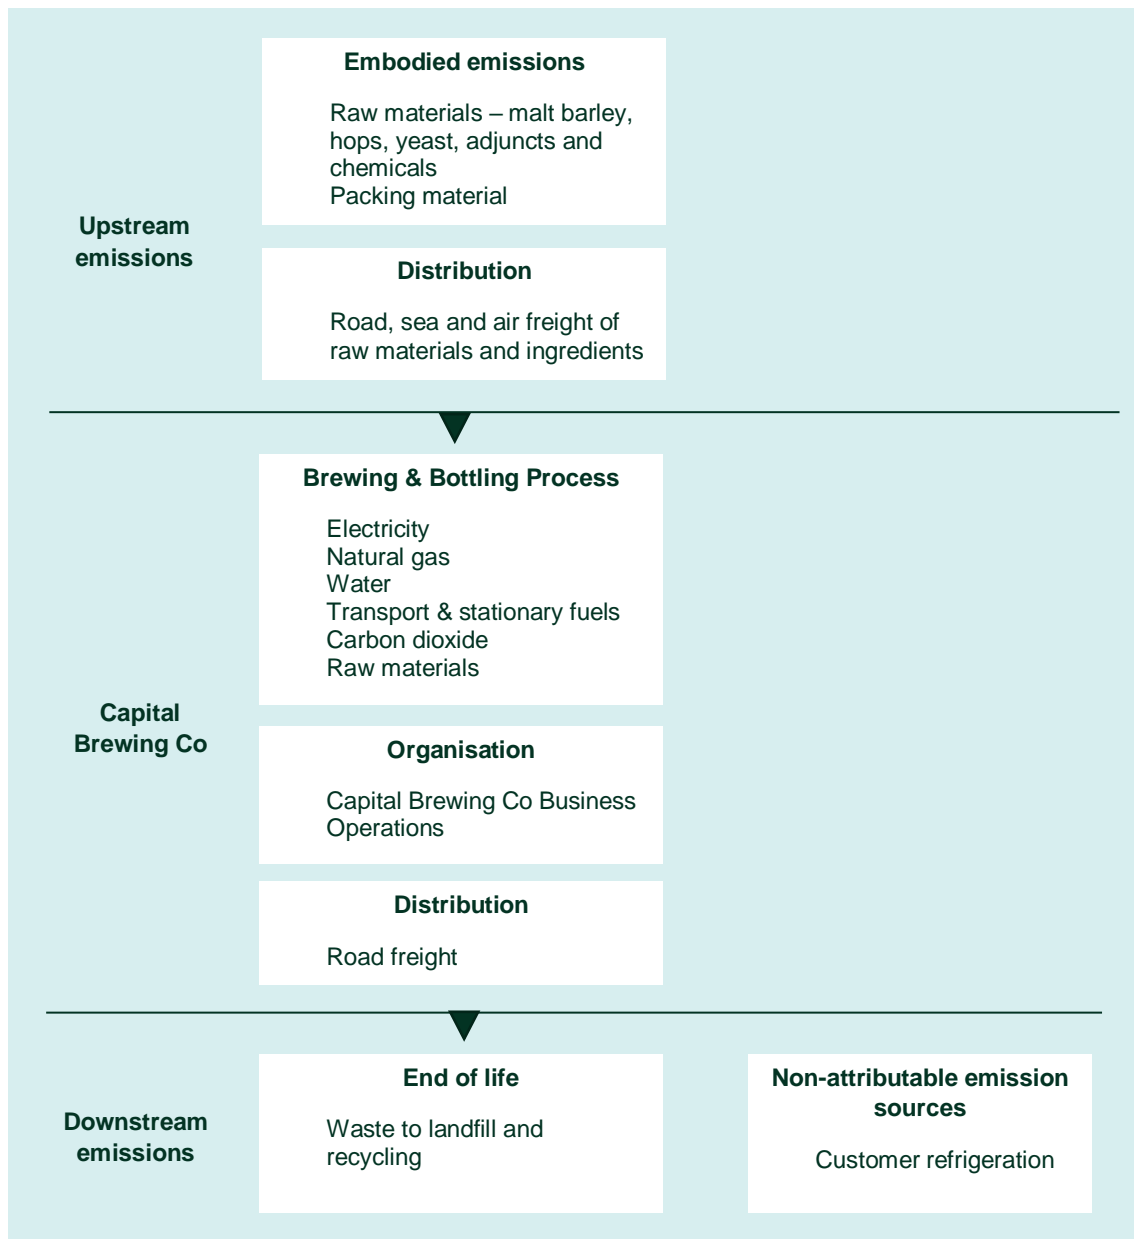 Embodied emissions
Raw materials – malt barley,
hops, yeast, adjuncts and
chemicals
Packing material
Upstream
emissions
Distribution
Road, sea and air freight of
raw materials and ingredients
Brewing & Bottling Process
Electricity
Natural gas
Water
Transport & stationary fuels
Carbon dioxide
Raw materials
Capital
Brewing Co
Organisation
Capital Brewing Co Business
Operations
Distribution
Road freight
Downstream
emissions
End of life
Waste to landfill and
recycling
Non-attributable emission
sources
Customer refrigeration